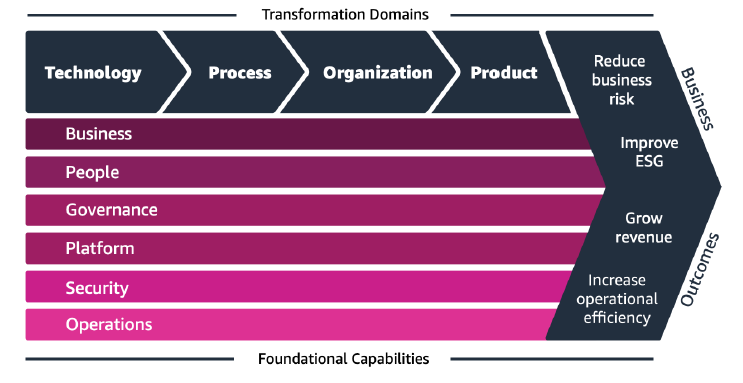 Transformation Domains
Technology
Process
Organization
Product
Reduce
business
risk
Improve
ESG
Grow
revenue
Increase
operational
efficiency
Business
Outcomes
Business
People
Governance
Platform
Security
Operations
Foundational Capabilities